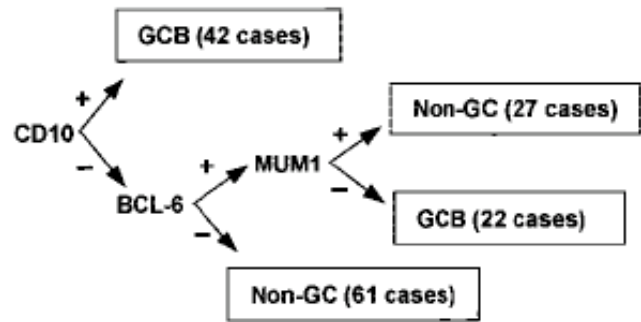 GCB (42 cases)
+
CD10
−
BCL-6
+
−
MUM1
+
−
Non-GC (27 cases)
GCB (22 cases)
Non-GC (61 cases)